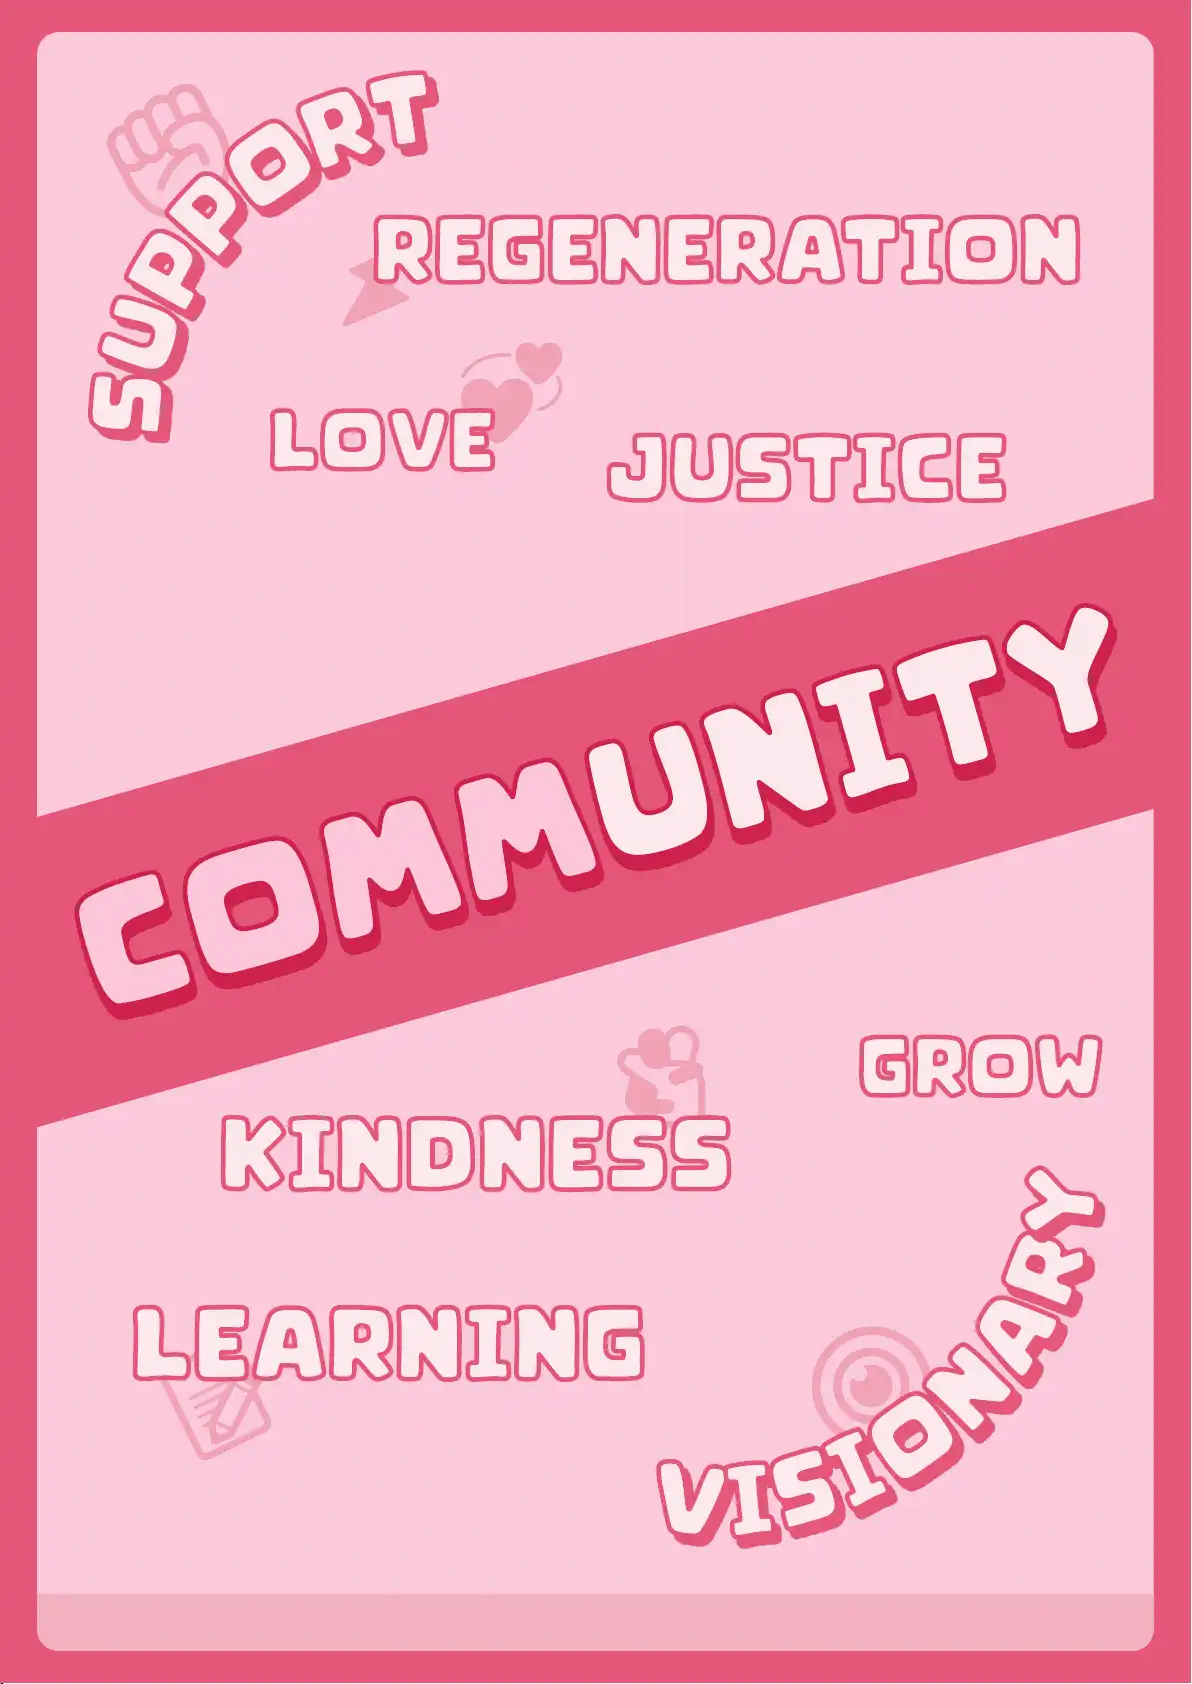 SUPPORT
REGENERATION
LOVE
JUSTICE
COMMUNITY
GROW
KINDNESS
LEARNING
VISIONARY